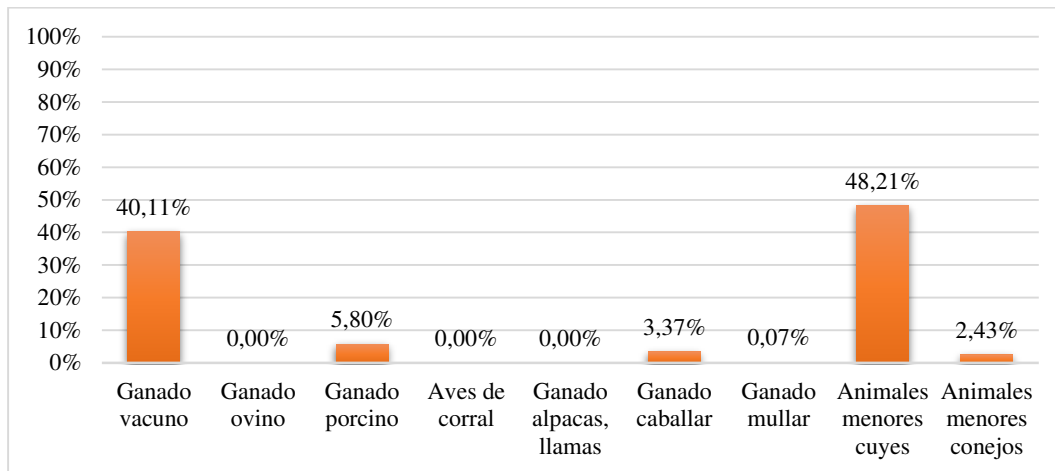 100%
90%
80%
70%
60%
50%
40%
30%
20%
10%
0%
40,11%
0,00%
5,80%
0,00%
0,00%
3,37%
0,07%
48,21%
2,43%
Ganado
vacuno
Ganado
ovino
Ganado
porcino
Aves de
corral
Ganado
alpacas,
llamas
Ganado
caballar
Ganado
mullar
Animales
menores
cuyes
Animales
menores
conejos